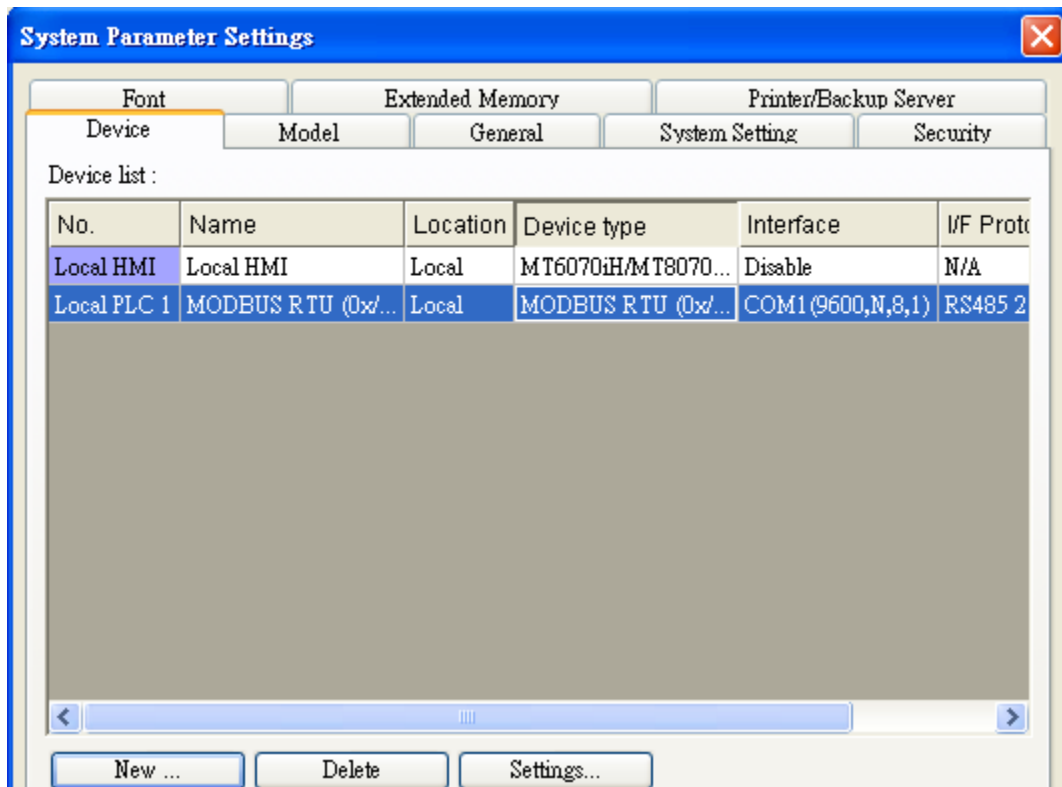 System Parameter Settings
Font Extended Memory Printer/Backup Server
Device Model General System Setting Security
Device list :
No. Name Location Device type Interface I/F Proto
Local HMI Local HMI Local MT6070iH/MT8070... Disable N/A
Local PLC 1 MODBUS RTU (0x/... Local MODBUS RTU (0x/... COM1(9600,N,8,1) RS485 2
New ... Delete Settings...